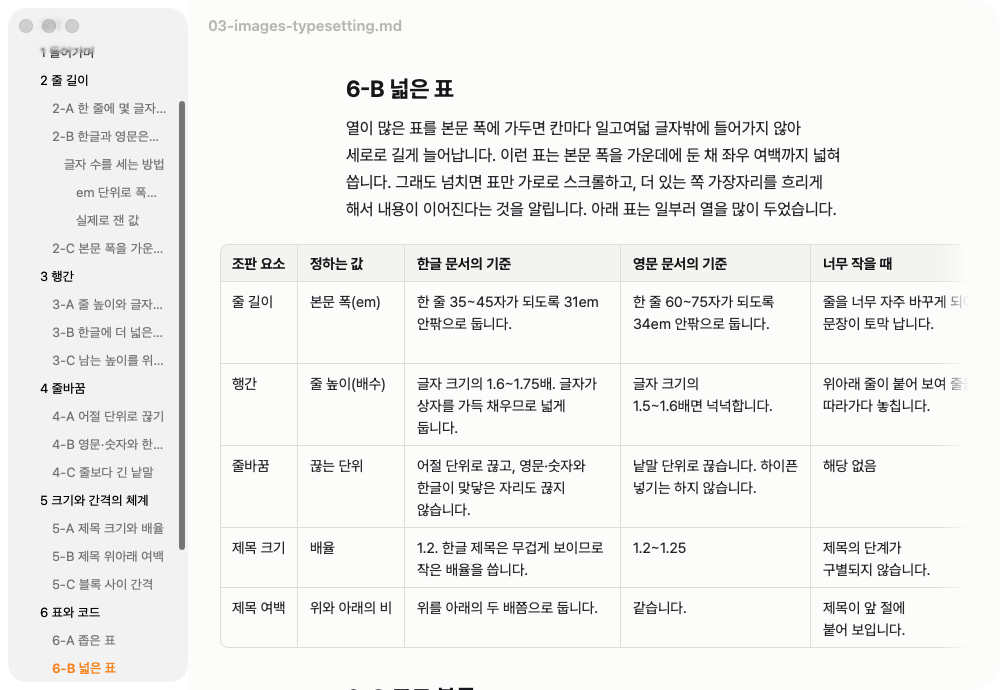 03-images-typesetting.md
1 들어가며
2 줄 길이
2-A 한 줄에 몇 글자...
2-B 한글과 영문은...
글자 수를 세는 방법
em 단위로 폭...
실제로 잰 값
2-C 본문 폭을 가운...
3 행간
3-A 줄 높이와 글자...
3-B 한글에 더 넓은...
3-C 남는 높이를 위...
4 줄바꿈
4-A 어절 단위로 끊기
4-B 영문·숫자와 한...
4-C 줄보다 긴 낱말
5 크기와 간격의 체계
5-A 제목 크기와 배율
5-B 제목 위아래 여백
5-C 블록 사이 간격
6 표와 코드
6-A 좁은 표
6-B 넓은 표
6-B 넓은 표
열이 많은 표를 본문 폭에 가두면 칸마다 일고여덟 글자밖에 들어가지 않아
세로로 길게 늘어납니다. 이런 표는 본문 폭을 가운데에 둔 채 좌우 여백까지 넓혀
씁니다. 그래도 넘치면 표만 가로로 스크롤하고, 더 있는 쪽 가장자리를 흐리게
해서 내용이 이어진다는 것을 알립니다. 아래 표는 일부러 열을 많이 두었습니다.
조판 요소 정하는 값 한글 문서의 기준 영문 문서의 기준 너무 작을 때
줄 길이 본문 폭(em) 한 줄 35~45자가 되도록 31em 한 줄 60~75자가 되도록 줄을 너무 자주 바꾸게
안팎으로 둡니다. 34em 안팎으로 둡니다. 문장이 토막 납니다.
행간 줄 높이(배수) 글자 크기의 1.6~1.75배. 글자가 글자 크기의 위아래 줄이 붙어 보여
상자를 가득 채우므로 넓게 1.5~1.6배면 넉넉합니다. 따라가다 놓칩니다.
둡니다.
줄바꿈 끊는 단위 어절 단위로 끊고, 영문·숫자와 낱말 단위로 끊습니다. 하이픈 해당 없음
한글이 맞닿은 자리도 끊지 넣기는 하지 않습니다.
않습니다.
제목 크기 배율 1.2. 한글 제목은 무겁게 보이므로 1.2~1.25 제목의 단계가
작은 배율을 씁니다. 구별되지 않습니다.
제목 여백 위와 아래의 비 위를 아래의 두 배쯤으로 둡니다. 같습니다. 제목이 앞 절에
붙어 보입니다.